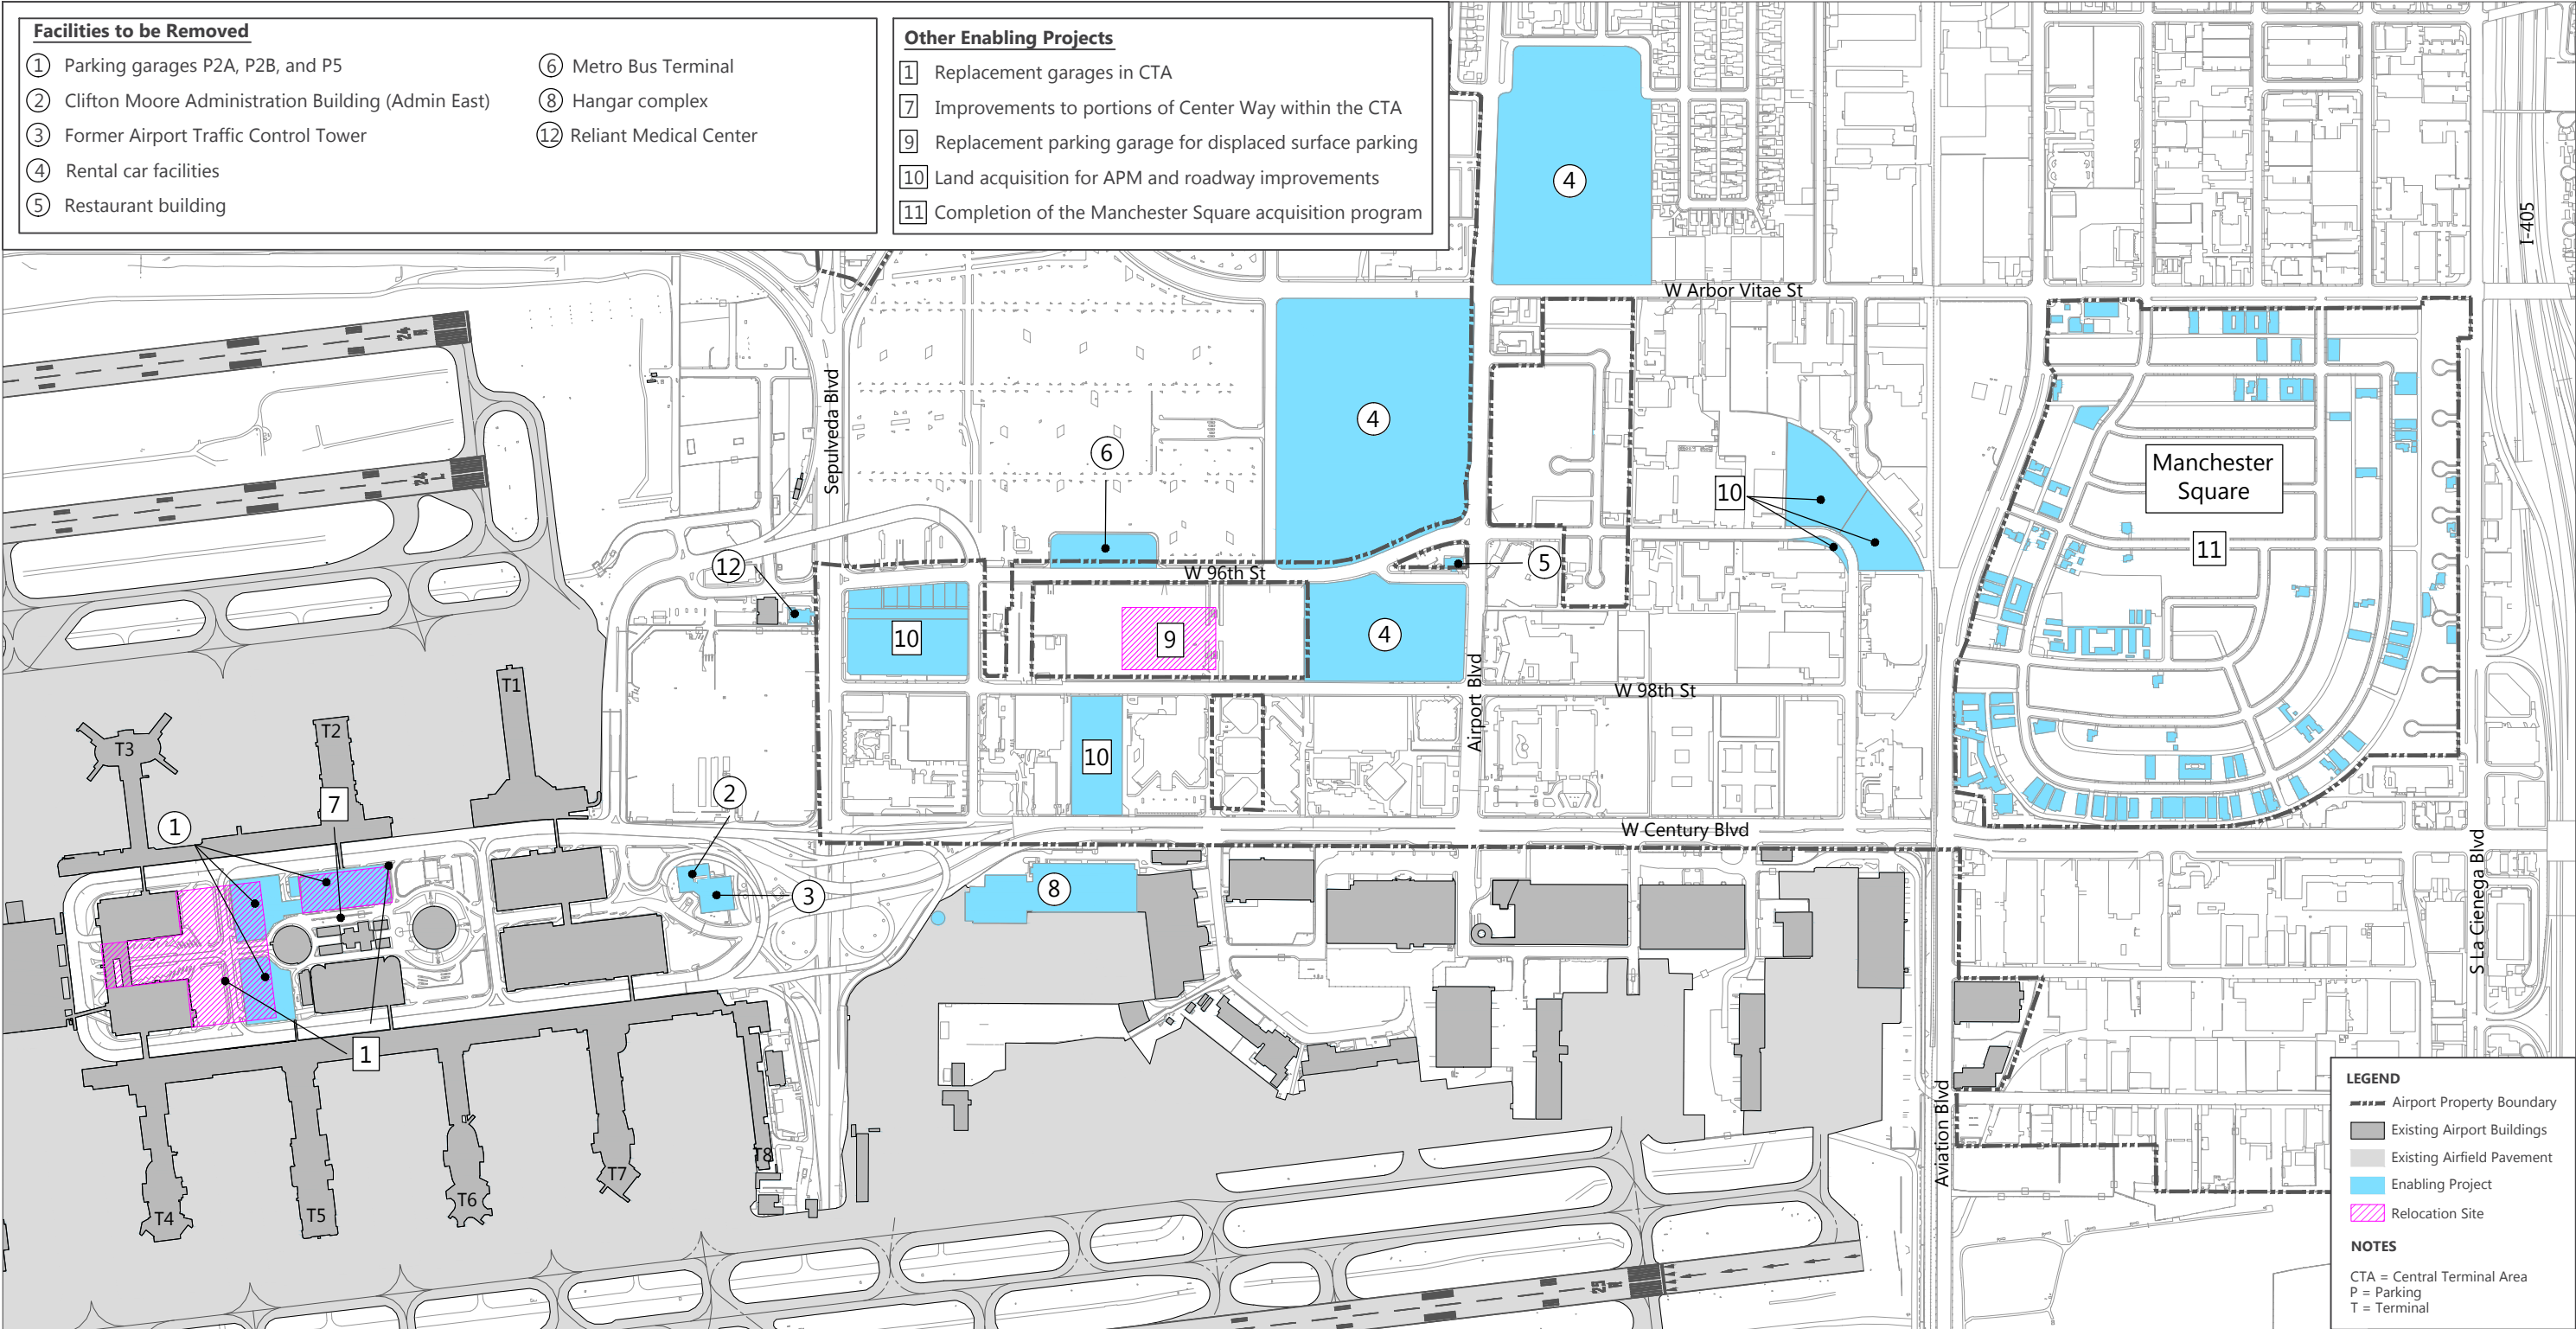 Facilities to be Removed
1 Parking garages P2A, P2B, and P5
2 Clifton Moore Administration Building (Admin East)
3 Former Airport Traffic Control Tower
4 Rental car facilities
5 Restaurant building
6 Metro Bus Terminal
8 Hangar complex
12 Reliant Medical Center
Other Enabling Projects
1 Replacement garages in CTA
7 Improvements to portions of Center Way within the CTA
9 Replacement parking garage for displaced surface parking
10 Land acquisition for APM and roadway improvements
11 Completion of the Manchester Square acquisition program
4
I-405
W Arbor Vitae St
24
R
Sepulveda Blvd
4
6
Manchester
Square
24
L
10
11
12
W 96th St
5
10
9
4
T1
Airport Blvd
W 98th St
T3
T2
10
2
7
1
W Century Blvd
S La Cienega Blvd
8
3
1
Aviation Blvd
T8
T7
T6
T5
T4
25
LEGEND
Airport Property Boundary
Existing Airport Buildings
Existing Airfield Pavement
Enabling Project
Relocation Site
NOTES
CTA = Central Terminal Area
P = Parking
T = Terminal